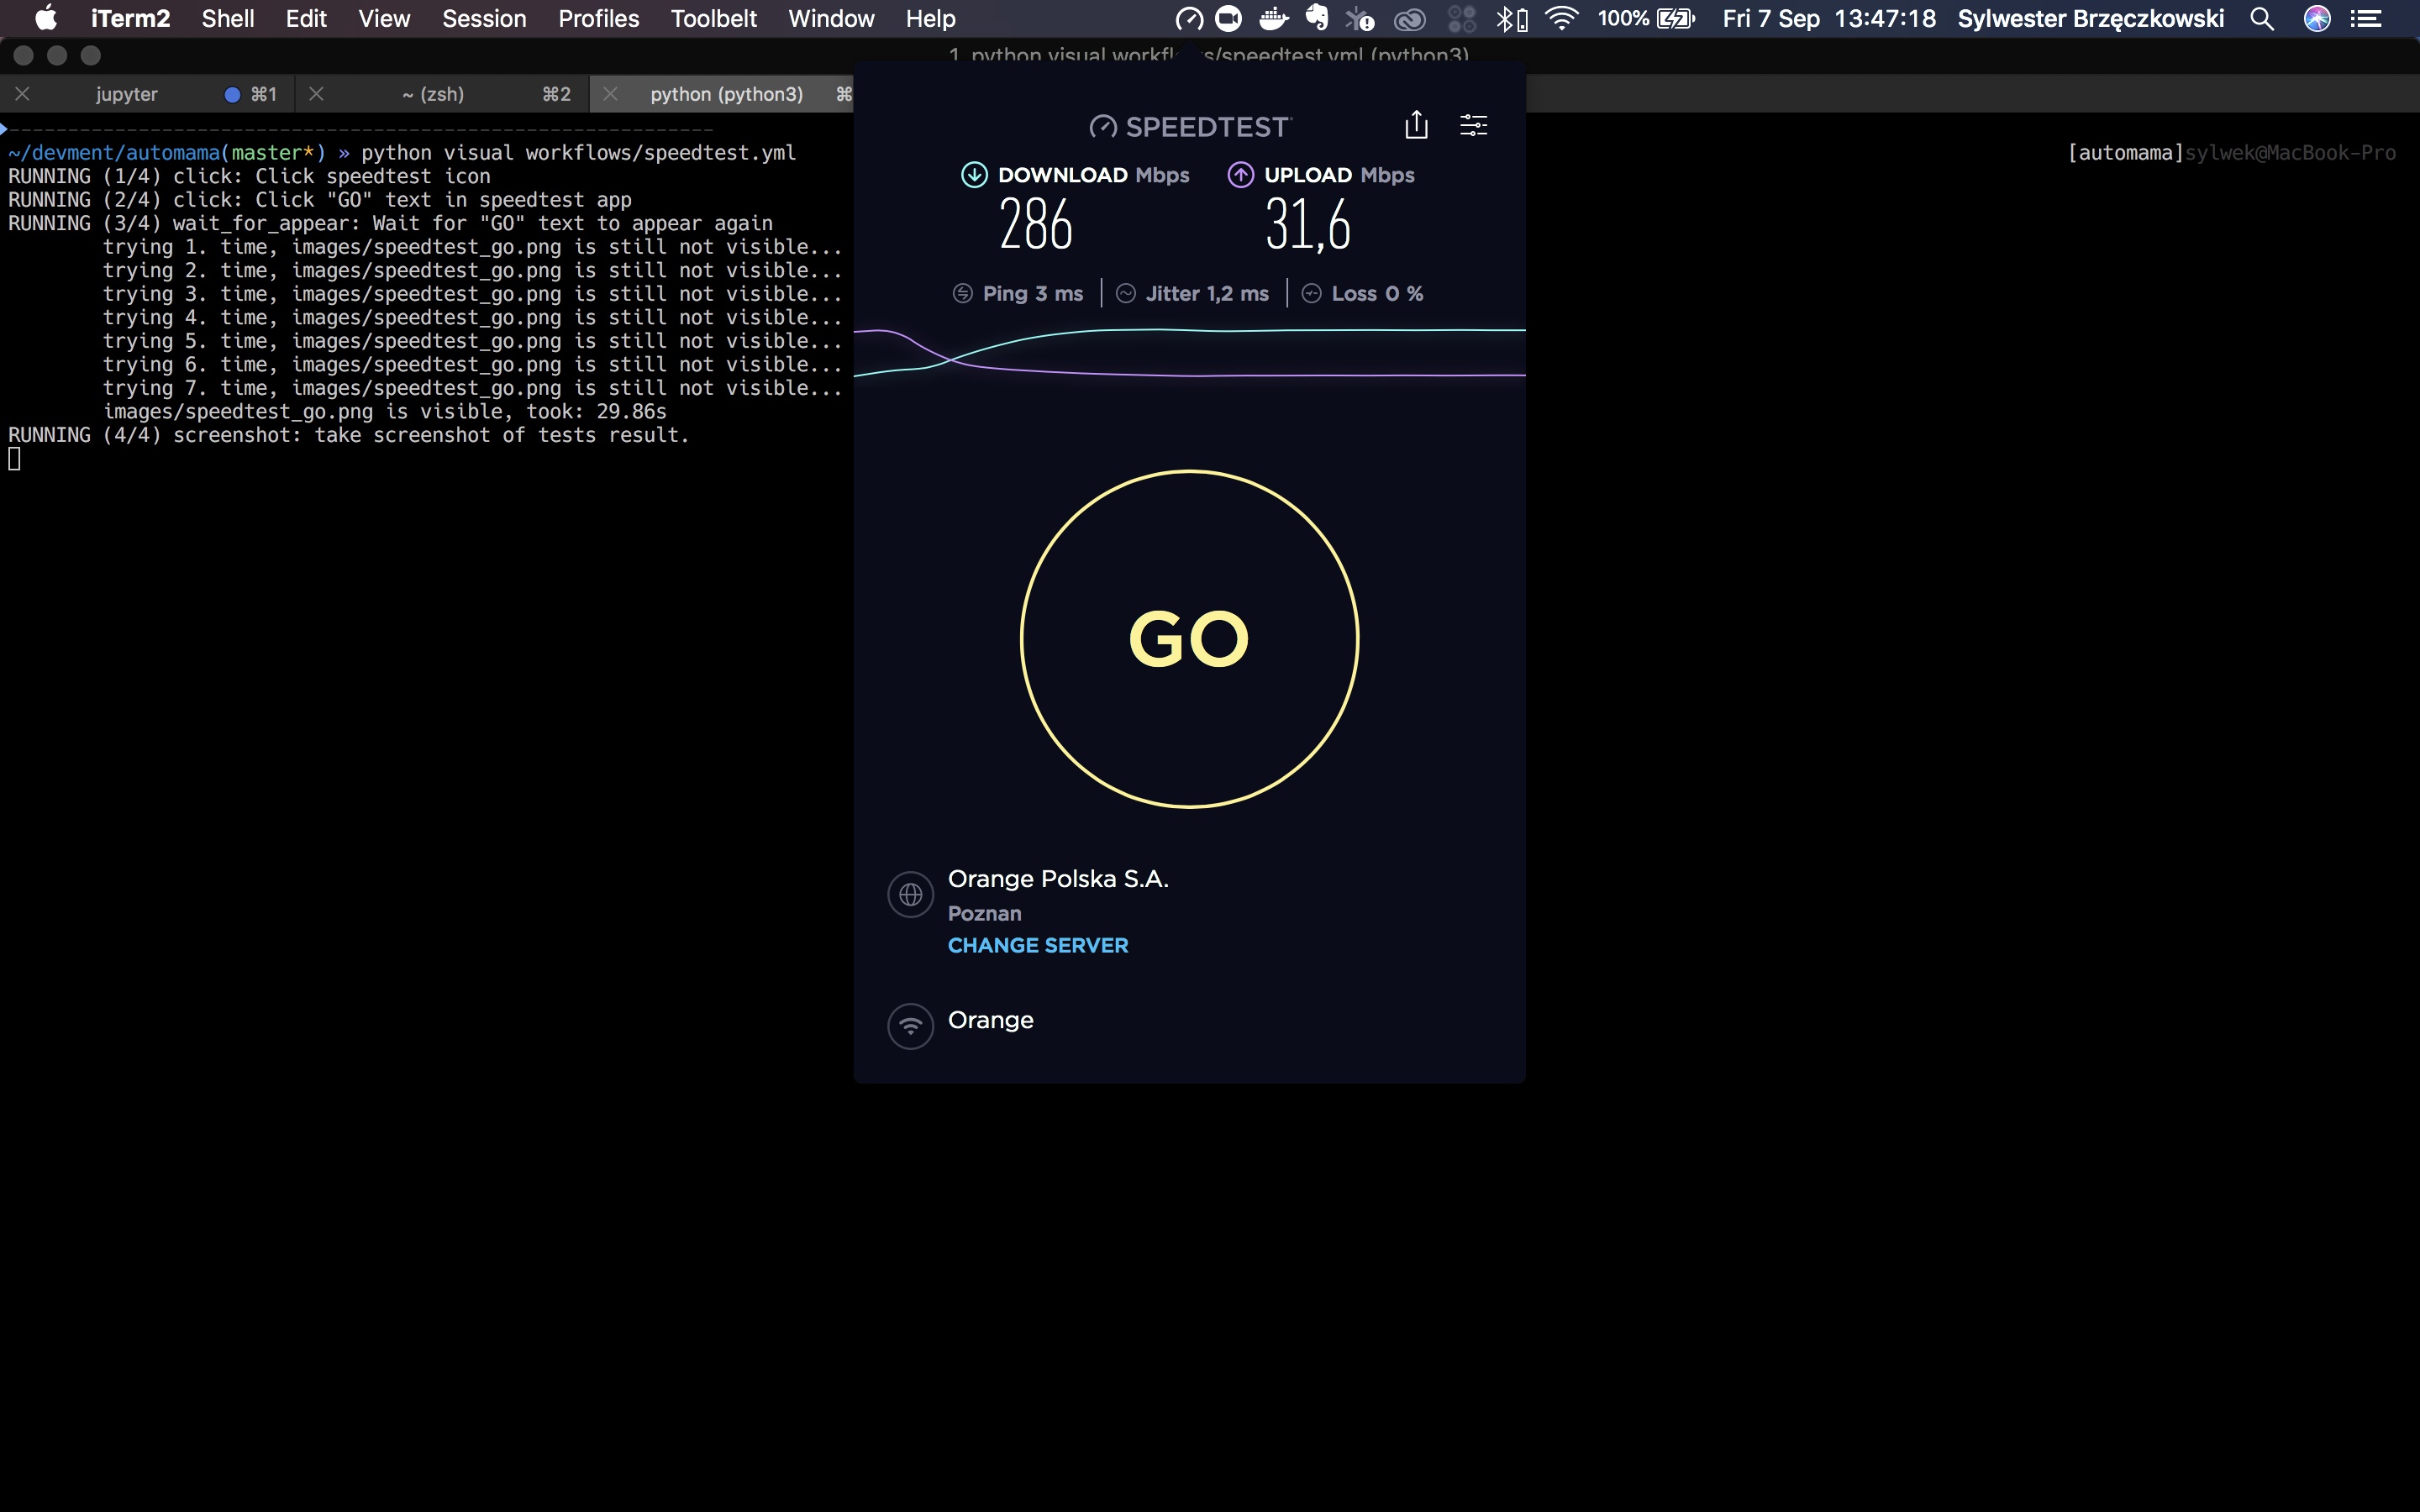 iTerm2 Shell Edit View Session Profiles Toolbelt Window Help 100% Fri 7 Sep 13:47:18 Sylwester Brzęczkowski
1. python visual workfl s/speedtest.yml (python3)
jupyter ⌘1 ~ (zsh) ⌘2 python (python3) ⌘
~/devment/automama(master*) » python visual workflows/speedtest.yml [automama]sylwek@MacBook-Pro
RUNNING (1/4) click: Click speedtest icon
RUNNING (2/4) click: Click "GO" text in speedtest app
RUNNING (3/4) wait_for_appear: Wait for "GO" text to appear again
trying 1. time, images/speedtest_go.png is still not visible...
trying 2. time, images/speedtest_go.png is still not visible...
trying 3. time, images/speedtest_go.png is still not visible...
trying 4. time, images/speedtest_go.png is still not visible...
trying 5. time, images/speedtest_go.png is still not visible...
trying 6. time, images/speedtest_go.png is still not visible...
trying 7. time, images/speedtest_go.png is still not visible...
images/speedtest_go.png is visible, took: 29.86s
RUNNING (4/4) screenshot: take screenshot of tests result.
SPEEDTEST
DOWNLOAD Mbps UPLOAD Mbps
286 31,6
Ping 3 ms Jitter 1,2 ms Loss 0 %
GO
Orange Polska S.A.
Poznan
CHANGE SERVER
Orange